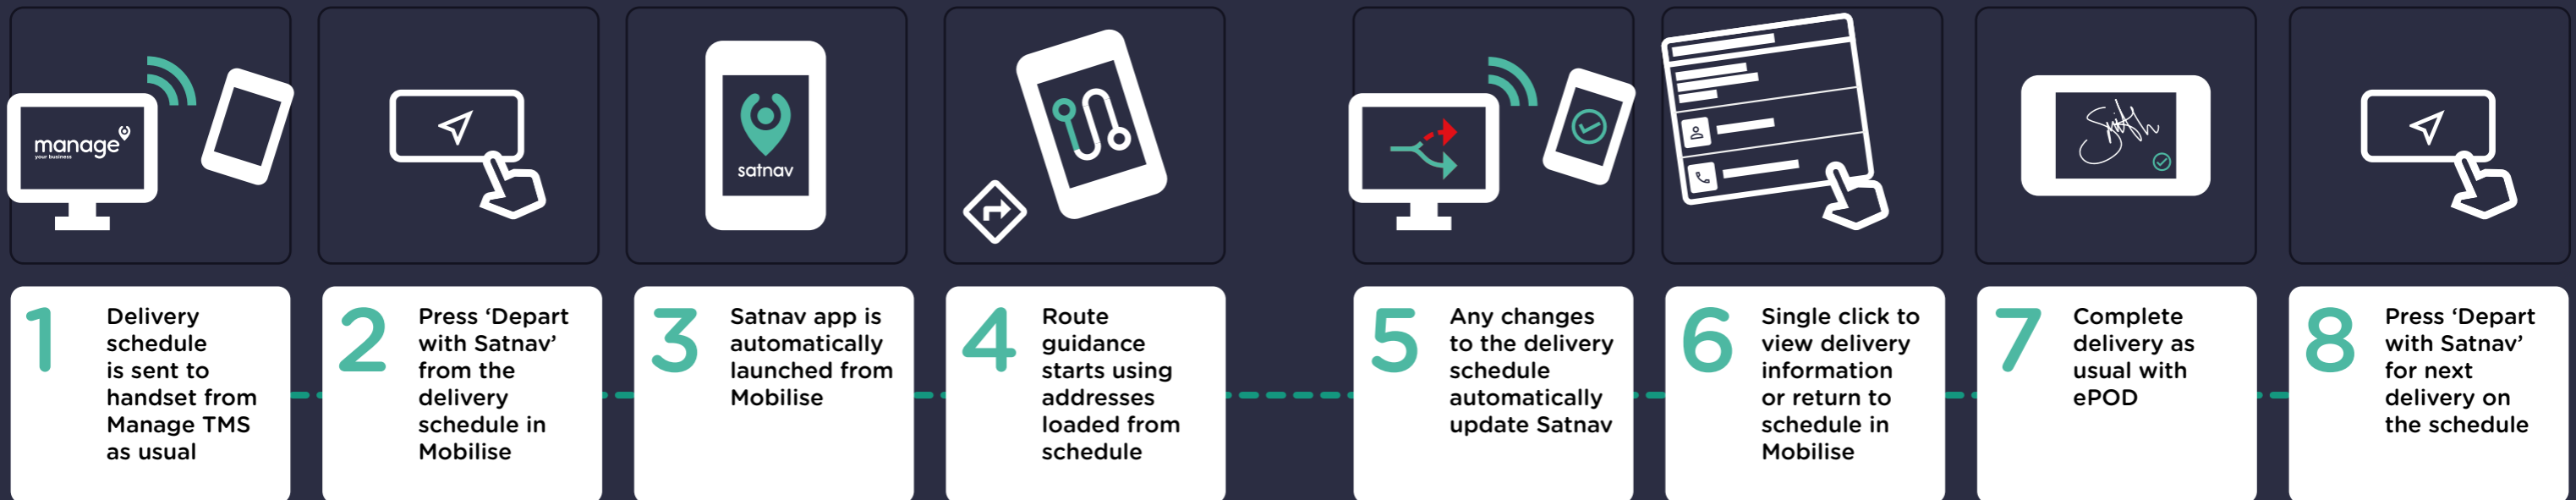 manage
your business
satnav
Smith
1
Delivery
schedule
is sent to
handset from
Manage TMS
as usual
2
Press ‘Depart
with Satnav’
from the
delivery
schedule in
Mobilise
3
Satnav app is
automatically
launched from
Mobilise
4
Route
guidance
starts using
addresses
loaded from
schedule
5
Any changes
to the delivery
schedule
automatically
update Satnav
6
Single click to
view delivery
information
or return to
schedule in
Mobilise
7
Complete
delivery as
usual with
ePOD
8
Press ‘Depart
with Satnav’
for next
delivery on
the schedule